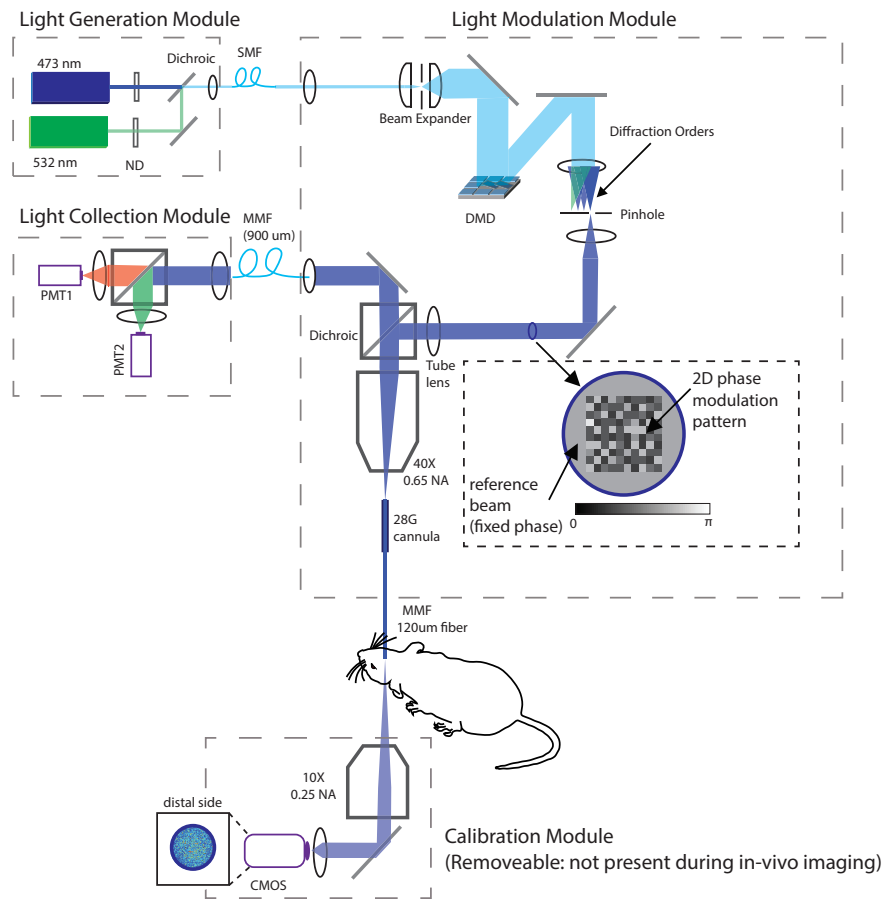 Light Generation Module
Light Modulation Module
473 nm
Dichroic
SMF
ND
532 nm
Beam Expander
Diffraction Orders
DMD
Pinhole
Light Collection Module
MMF
(900 um)
PMT1
PMT2
Dichroic
Tube
lens
2D phase
modulation
pattern
40X
0.65 NA
reference
beam
(fixed phase)
0
π
28G
cannula
MMF
120um fiber
10X
0.25 NA
distal side
CMOS
Calibration Module
(Removeable: not present during in-vivo imaging)